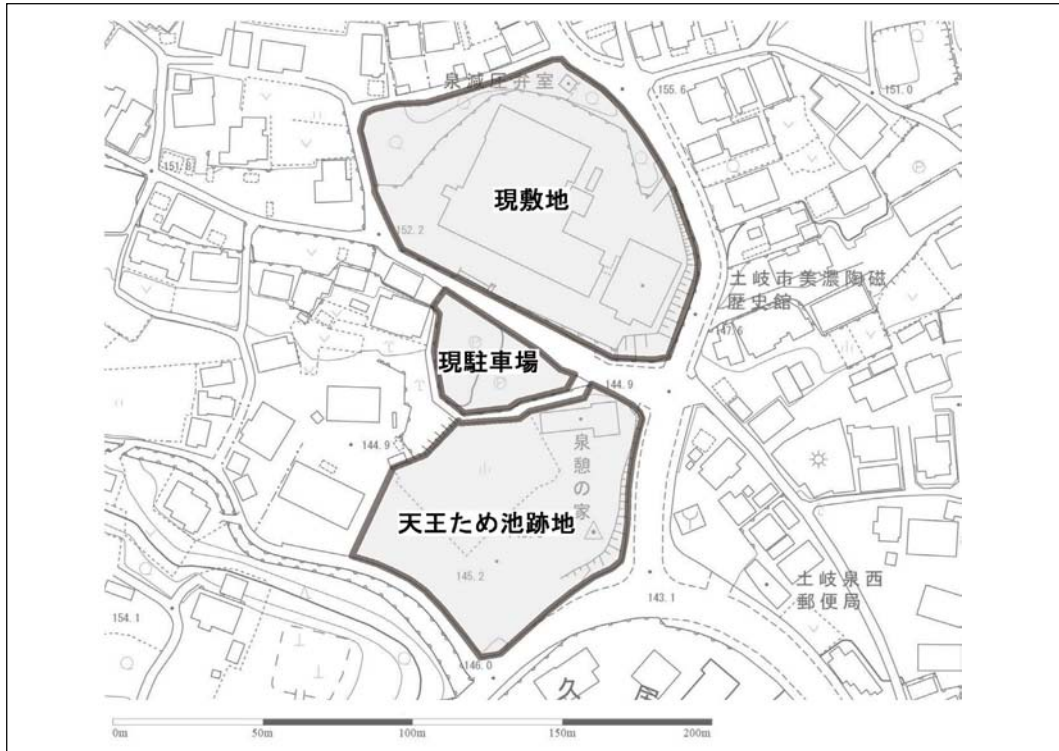 泉減圧弁室
155.6
151.0
151.8
現敷地
152.2
土岐市美濃陶磁
歴史館
147.6
現駐車場
144.9
144.9
泉憩の家
天王ため池跡地
145.2
土岐泉西
郵便局
143.1
154.1
146.0
久
0m
50m
100m
150m
200m